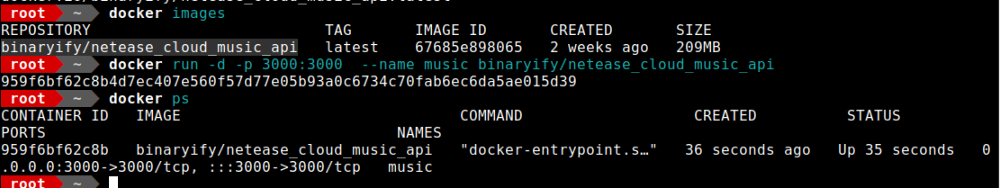 root ~ docker images
REPOSITORY TAG IMAGE ID CREATED SIZE
binaryify/netease_cloud_music_api latest 67685e898065 2 weeks ago 209MB
root ~ docker run -d -p 3000:3000 --name music binaryify/netease_cloud_music_api
959f6bf62c8b4d7ec407e560f57d77e05b93a0c6734c70fab6ec6da5ae015d39
root ~ docker ps
CONTAINER ID IMAGE COMMAND CREATED STATUS
PORTS NAMES
959f6bf62c8b binaryify/netease_cloud_music_api "docker-entrypoint.s…" 36 seconds ago Up 35 seconds 0
.0.0.0:3000->3000/tcp, :::3000->3000/tcp music
root ~